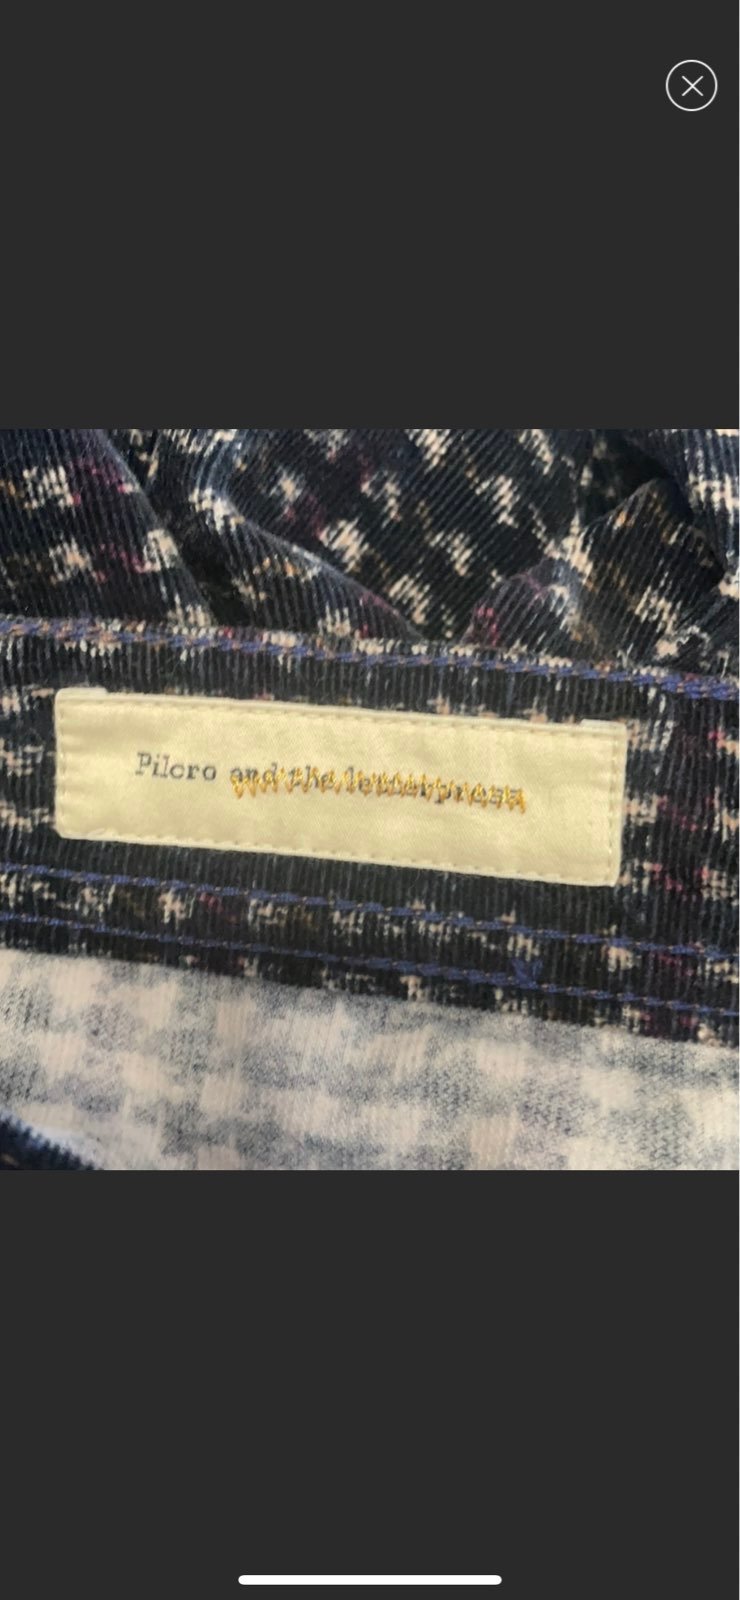 Pilcro and the letterpress